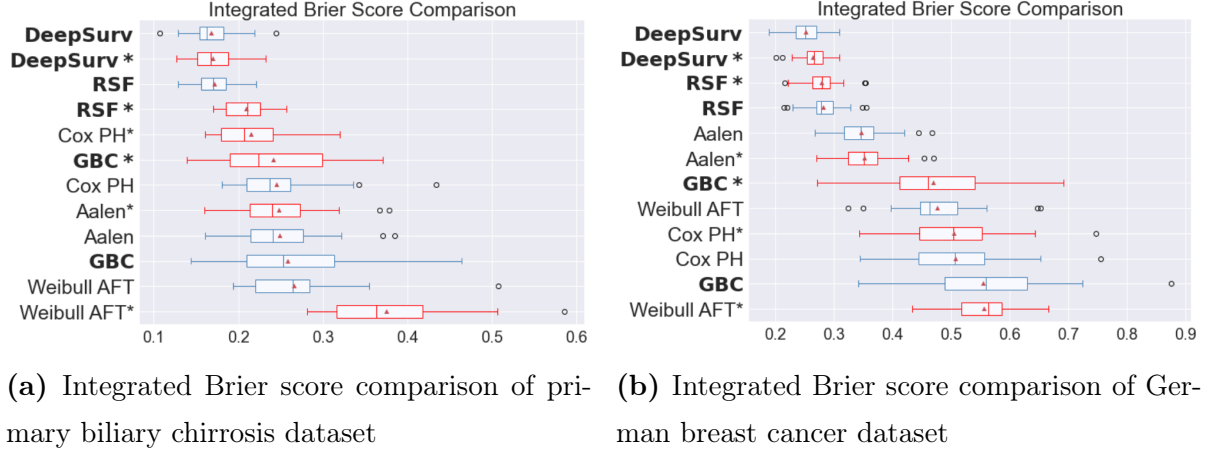 Integrated Brier Score Comparison
DeepSurv
DeepSurv *
RSF
RSF *
Cox PH*
GBC *
Cox PH
Aalen*
Aalen
GBC
Weibull AFT
Weibull AFT*
0.1 0.2 0.3 0.4 0.5 0.6
(a) Integrated Brier score comparison of pri-
mary biliary chirrosis dataset
Integrated Brier Score Comparison
DeepSurv
DeepSurv *
RSF *
RSF
Aalen
Aalen*
GBC *
Weibull AFT
Cox PH*
Cox PH
GBC
Weibull AFT*
0.2 0.3 0.4 0.5 0.6 0.7 0.8 0.9
(b) Integrated Brier score comparison of Ger-
man breast cancer dataset